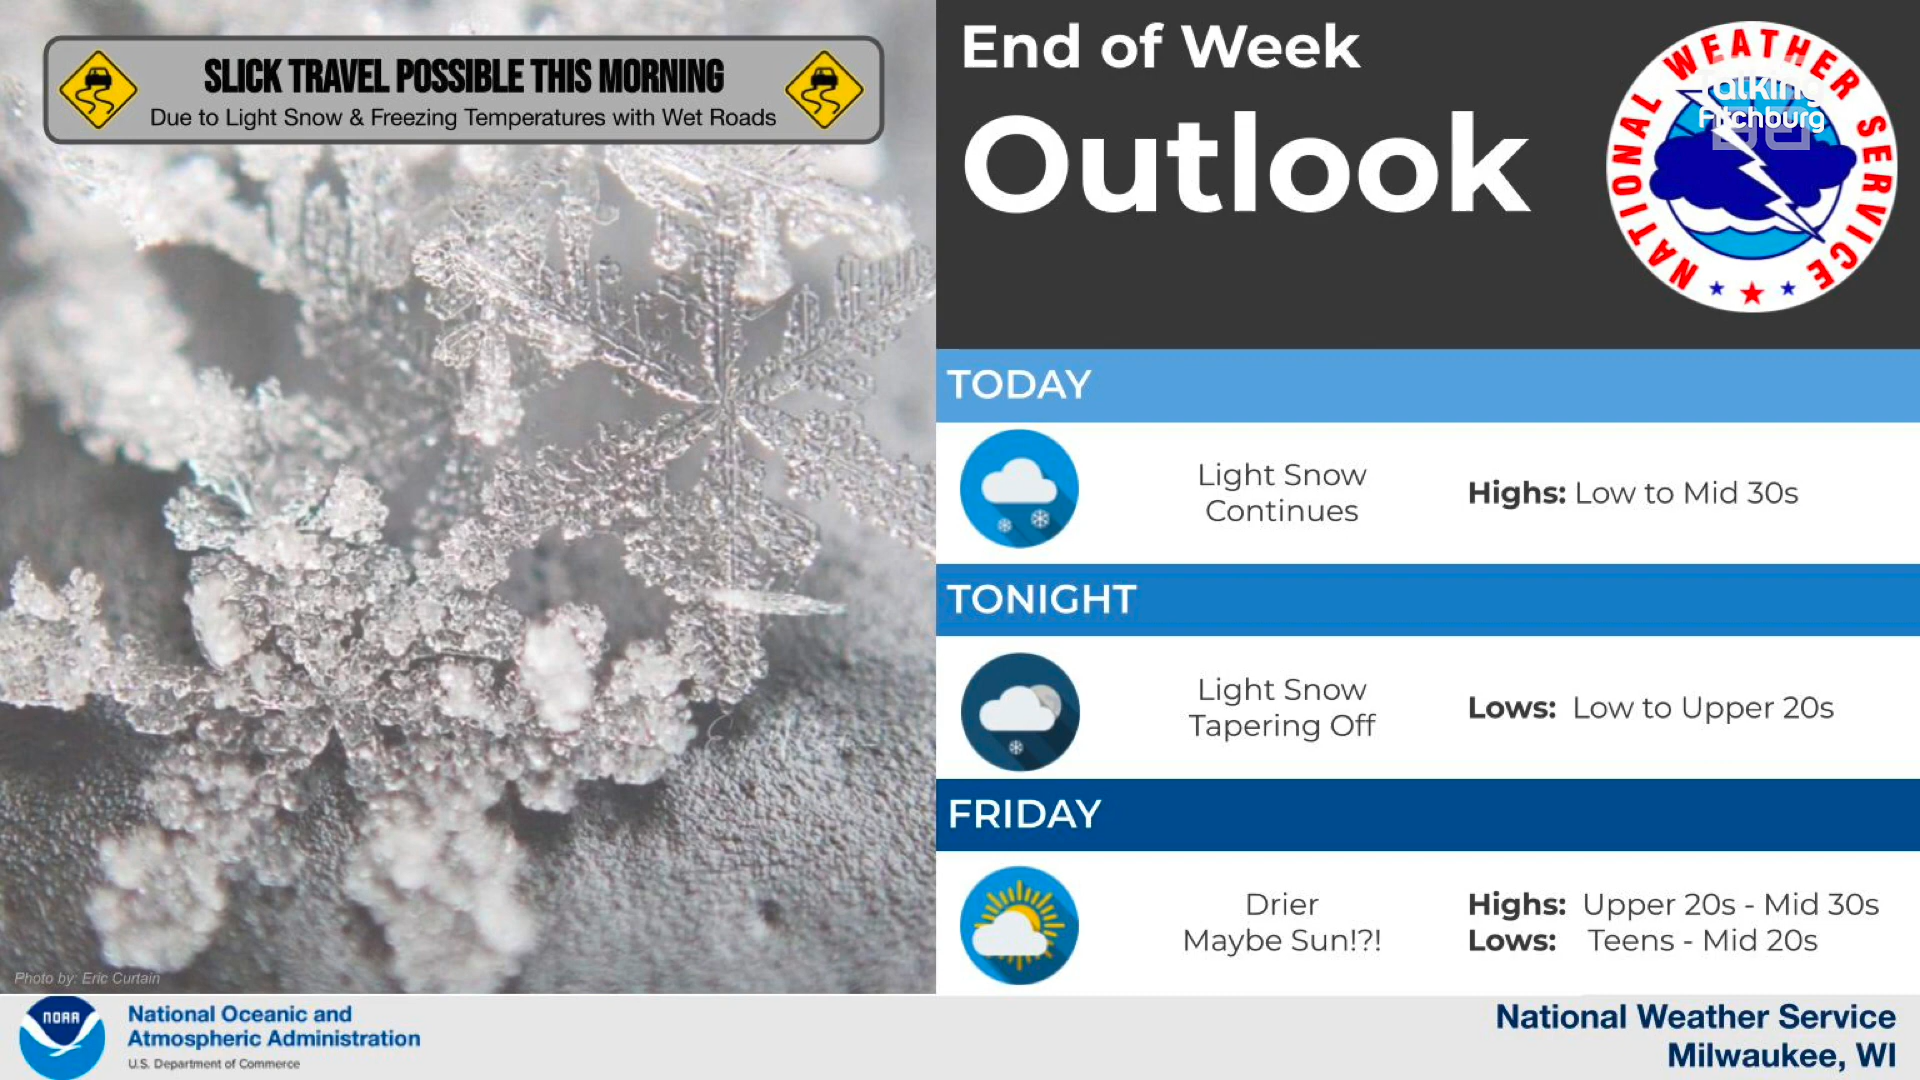 SLICK TRAVEL POSSIBLE THIS MORNING
Due to Light Snow & Freezing Temperatures with Wet Roads
End of Week
Outlook
NATIONAL WEATHER SERVICE
Talking
Fitchburg
TODAY
Light Snow
Continues
Highs: Low to Mid 30s
TONIGHT
Light Snow
Tapering Off
Lows: Low to Upper 20s
FRIDAY
Drier
Maybe Sun!?!
Highs: Upper 20s - Mid 30s
Lows: Teens - Mid 20s
Photo by: Eric Curtain
NOAA
National Oceanic and
Atmospheric Administration
U.S. Department of Commerce
National Weather Service
Milwaukee, WI